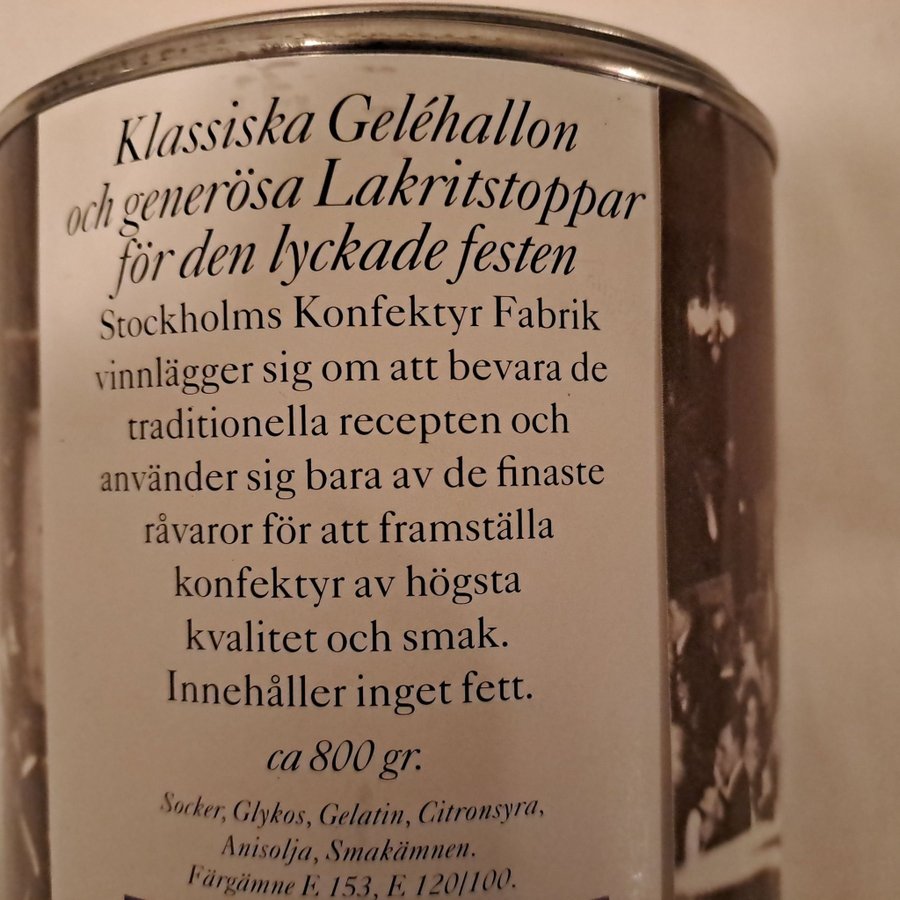 Klassiska Geléhallon
och generösa Lakritstoppar
för den lyckade festen
Stockholms Konfektyr Fabrik
vinnlägger sig om att bevara de
traditionella recepten och
använder sig bara av de finaste
råvaror för att framställa
konfektyr av högsta
kvalitet och smak.
Innehåller inget fett.
ca 800 gr.
Socker, Glykos, Gelatin, Citronsyra,
Anisolja, Smakämnen.
Färgämne E 153, E 120/100.